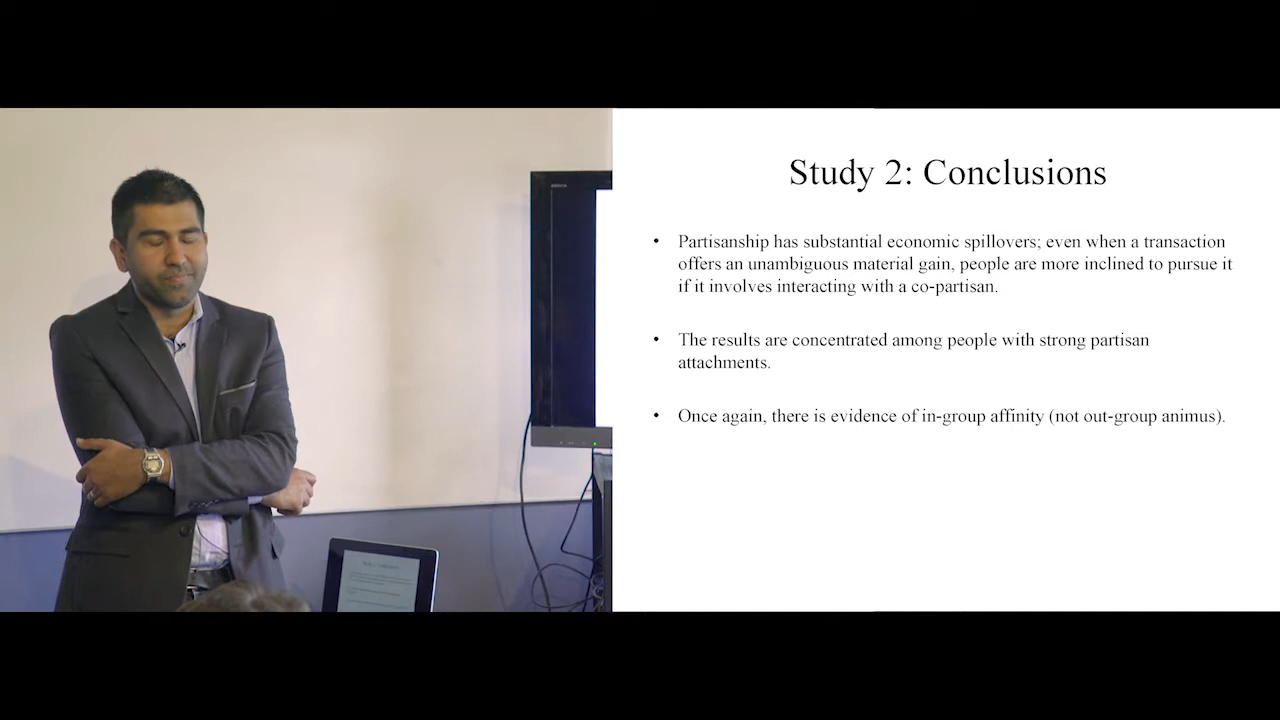 Study 2: Conclusions
• Partisanship has substantial economic spillovers; even when a transaction
offers an unambiguous material gain, people are more inclined to pursue it
if it involves interacting with a co-partisan.
• The results are concentrated among people with strong partisan
attachments.
• Once again, there is evidence of in-group affinity (not out-group animus).